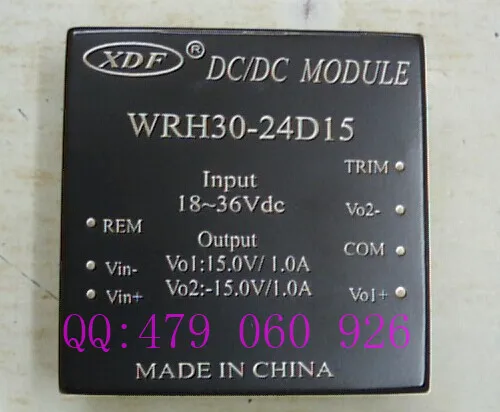 XDF® DC/DC MODULE
WRH30-24D15
Input
18~36Vdc
Output
Vo1:15.0V/ 1.0A
Vo2:-15.0V/1.0A
REM
Vin-
Vin+
TRIM
Vo2-
COM
Vo1+
QQ:479 060 926
MADE IN CHINA